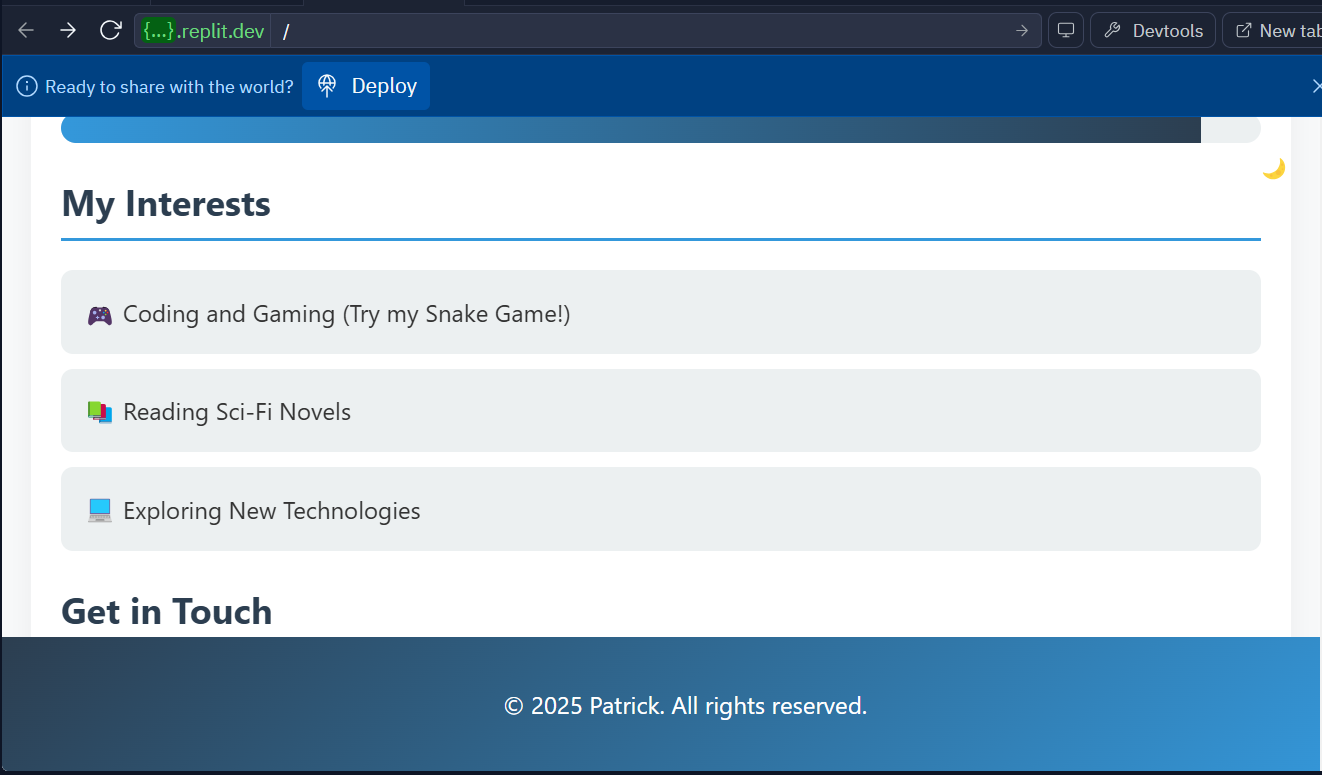 {...}.replit.dev / Devtools New tab
Ready to share with the world? Deploy
My Interests
Coding and Gaming (Try my Snake Game!)
Reading Sci-Fi Novels
Exploring New Technologies
Get in Touch
© 2025 Patrick. All rights reserved.